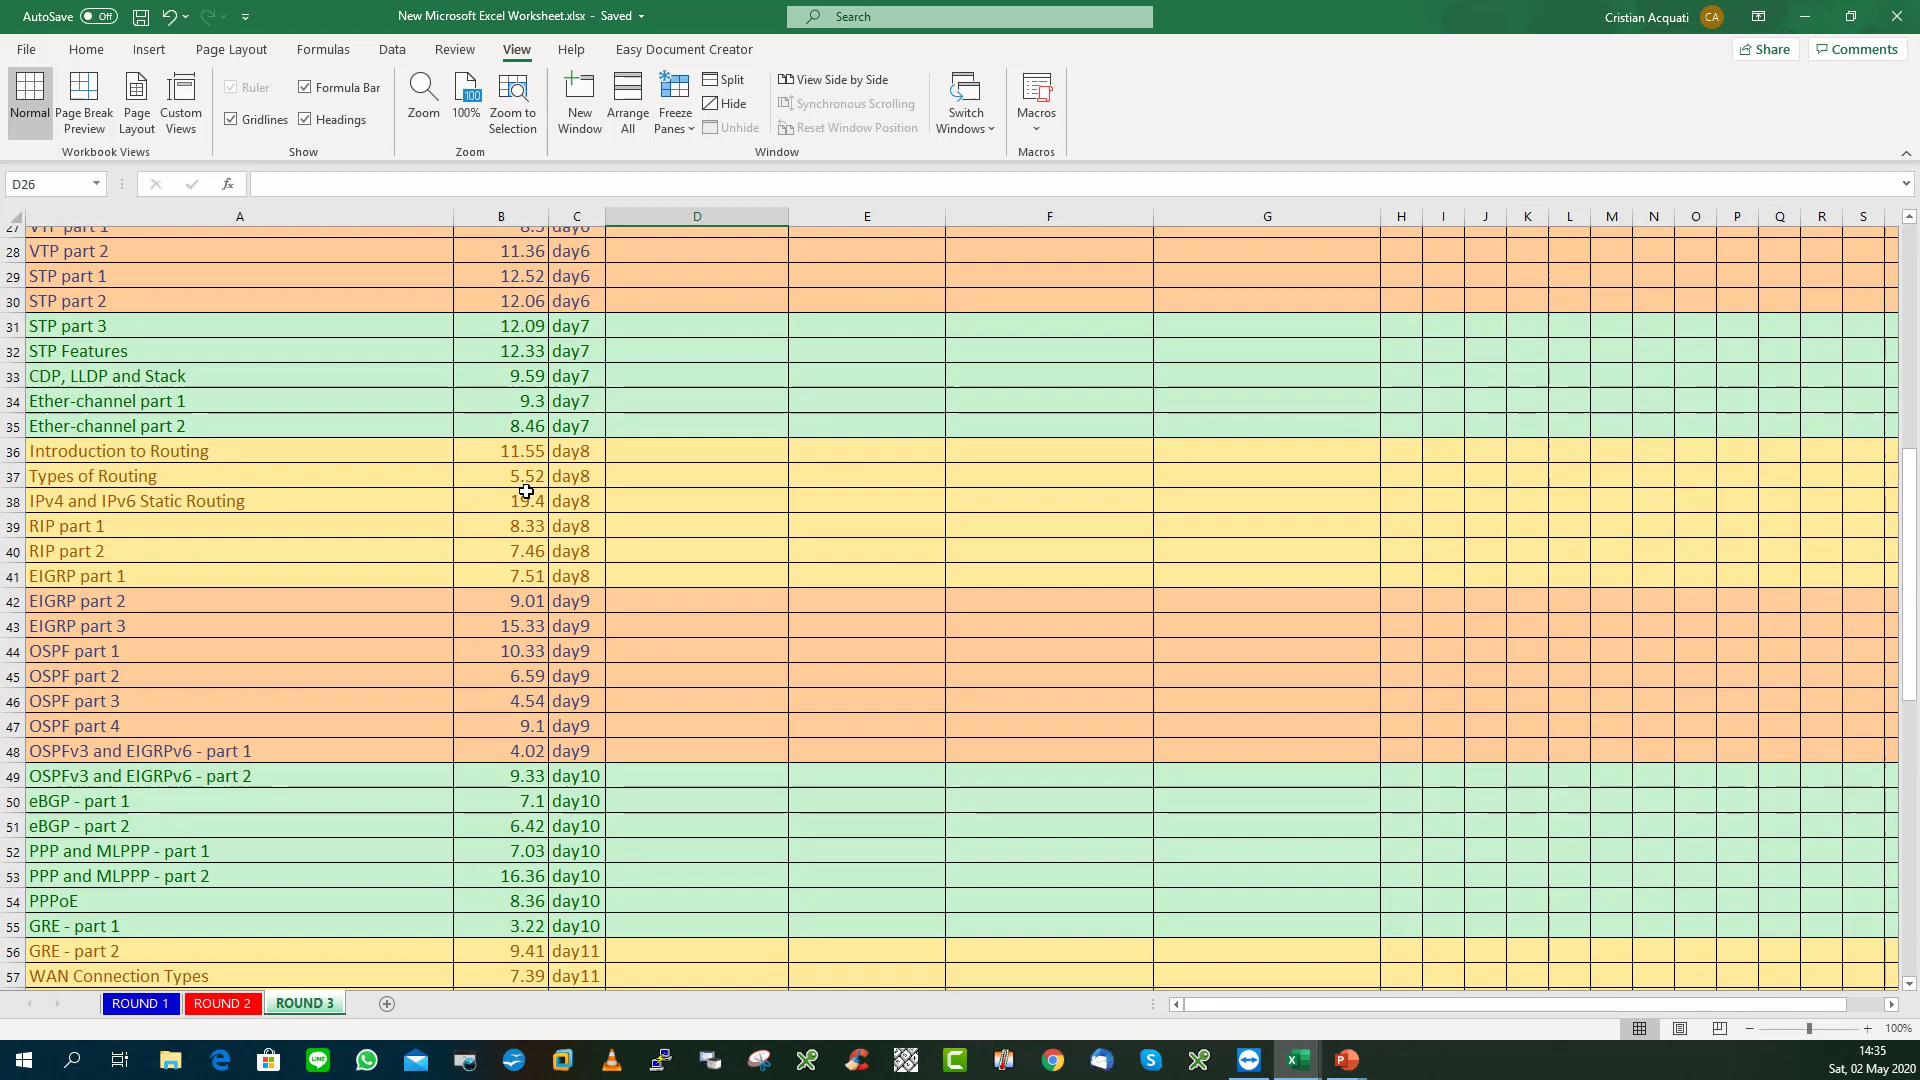 AutoSave Off New Microsoft Excel Worksheet.xlsx - Saved Search Cristian Acquati CA
File Home Insert Page Layout Formulas Data Review View Help Easy Document Creator Share Comments
Normal Page Break Preview Page Layout Custom Views Workbook Views
Ruler Formula Bar Gridlines Headings Show
Zoom 100 100% Zoom to Selection Zoom
New Window Arrange All Freeze Panes Split Hide Unhide View Side by Side Synchronous Scrolling Reset Window Position Switch Windows Window
Macros Macros
D26 fx
A B C D E F G H I J K L M N O P Q R S
27 VTP part 1 8.5 day6
28 VTP part 2 11.36 day6
29 STP part 1 12.52 day6
30 STP part 2 12.06 day6
31 STP part 3 12.09 day7
32 STP Features 12.33 day7
33 CDP, LLDP and Stack 9.59 day7
34 Ether-channel part 1 9.3 day7
35 Ether-channel part 2 8.46 day7
36 Introduction to Routing 11.55 day8
37 Types of Routing 5.52 day8
38 IPv4 and IPv6 Static Routing 19.4 day8
39 RIP part 1 8.33 day8
40 RIP part 2 7.46 day8
41 EIGRP part 1 7.51 day8
42 EIGRP part 2 9.01 day9
43 EIGRP part 3 15.33 day9
44 OSPF part 1 10.33 day9
45 OSPF part 2 6.59 day9
46 OSPF part 3 4.54 day9
47 OSPF part 4 9.1 day9
48 OSPFv3 and EIGRPv6 - part 1 4.02 day9
49 OSPFv3 and EIGRPv6 - part 2 9.33 day10
50 eBGP - part 1 7.1 day10
51 eBGP - part 2 6.42 day10
52 PPP and MLPPP - part 1 7.03 day10
53 PPP and MLPPP - part 2 16.36 day10
54 PPPoE 8.36 day10
55 GRE - part 1 3.22 day10
56 GRE - part 2 9.41 day11
57 WAN Connection Types 7.39 day11
ROUND 1 ROUND 2 ROUND 3
100%
14:35
Sat, 02 May 2020